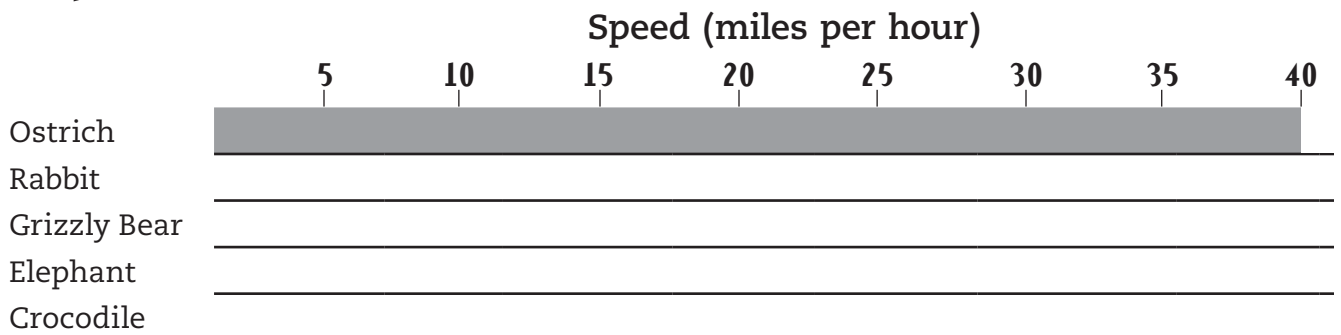 Speed (miles per hour)
5 10 15 20 25 30 35 40
Ostrich
Rabbit
Grizzly Bear
Elephant
Crocodile